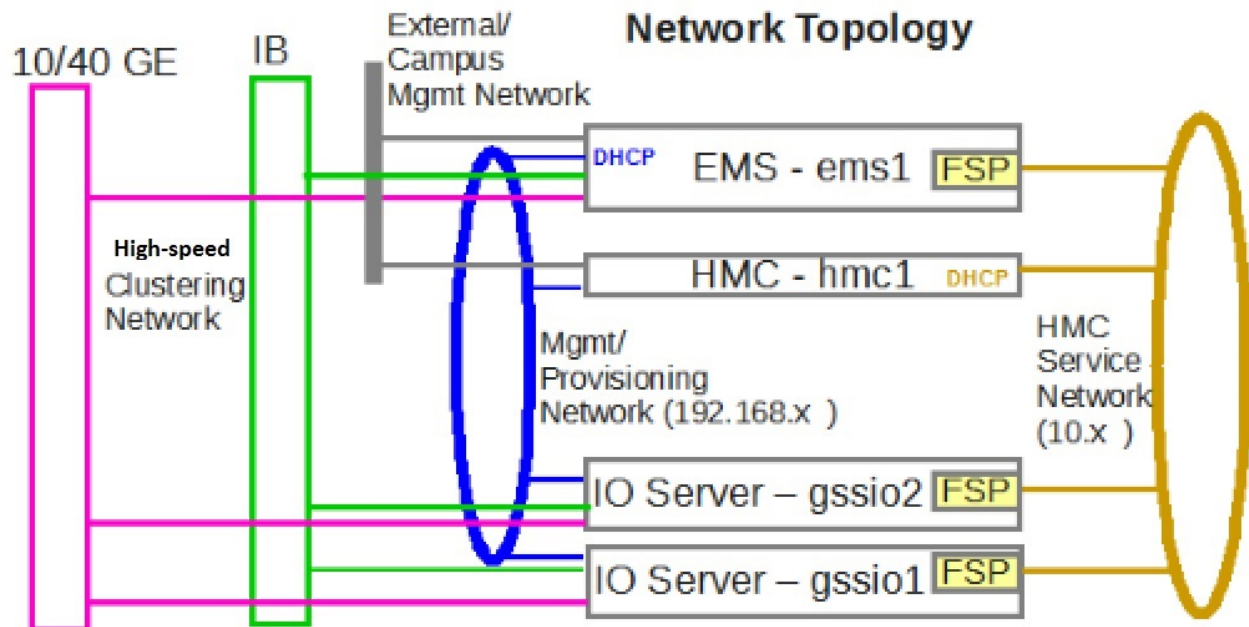 Network Topology
10/40 GE
IB
External/
Campus
Mgmt Network
DHCP
EMS - ems1
FSP
High-speed
Clustering
Network
HMC - hmc1
DHCP
Mgmt/
Provisioning
Network (192.168.x )
HMC
Service
Network
(10.x )
IO Server – gssio2
FSP
IO Server – gssio1
FSP